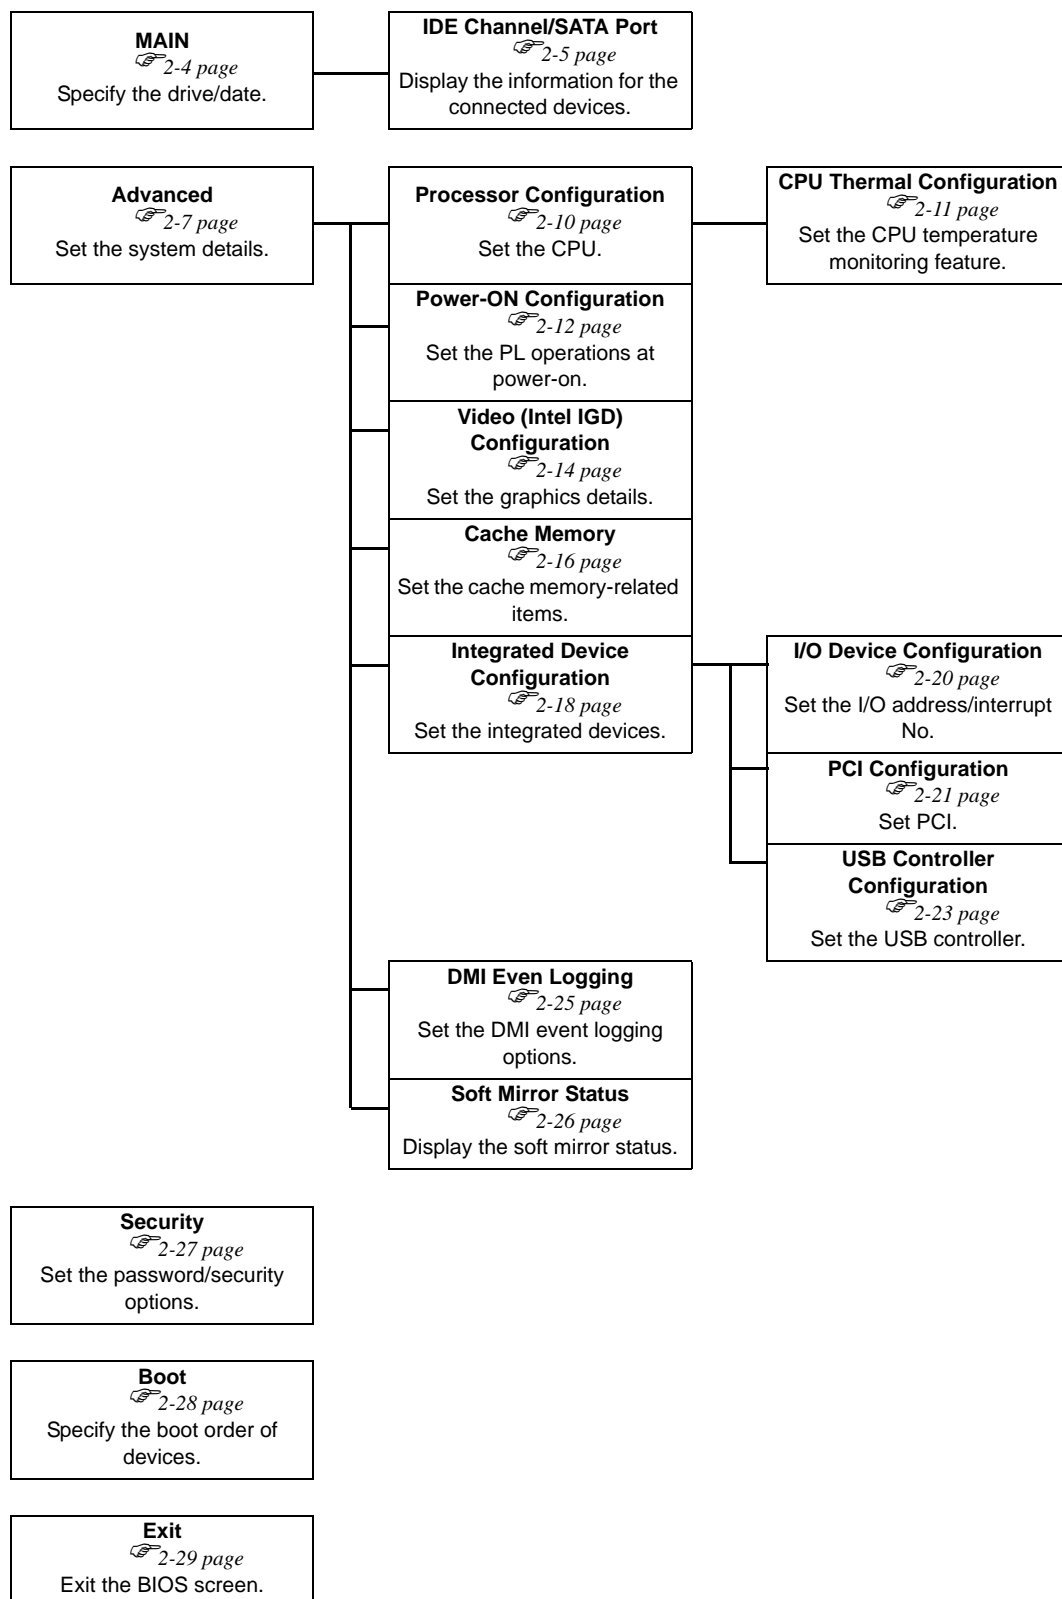 MAIN
2-4 page
Specify the drive/date.
IDE Channel/SATA Port
2-5 page
Display the information for the
connected devices.
Advanced
2-7 page
Set the system details.
Processor Configuration
2-10 page
Set the CPU.
CPU Thermal Configuration
2-11 page
Set the CPU temperature
monitoring feature.
Power-ON Configuration
2-12 page
Set the PL operations at
power-on.
Video (Intel IGD)
Configuration
2-14 page
Set the graphics details.
Cache Memory
2-16 page
Set the cache memory-related
items.
Integrated Device
Configuration
2-18 page
Set the integrated devices.
I/O Device Configuration
2-20 page
Set the I/O address/interrupt
No.
PCI Configuration
2-21 page
Set PCI.
USB Controller
Configuration
2-23 page
Set the USB controller.
DMI Even Logging
2-25 page
Set the DMI event logging
options.
Soft Mirror Status
2-26 page
Display the soft mirror status.
Security
2-27 page
Set the password/security
options.
Boot
2-28 page
Specify the boot order of
devices.
Exit
2-29 page
Exit the BIOS screen.